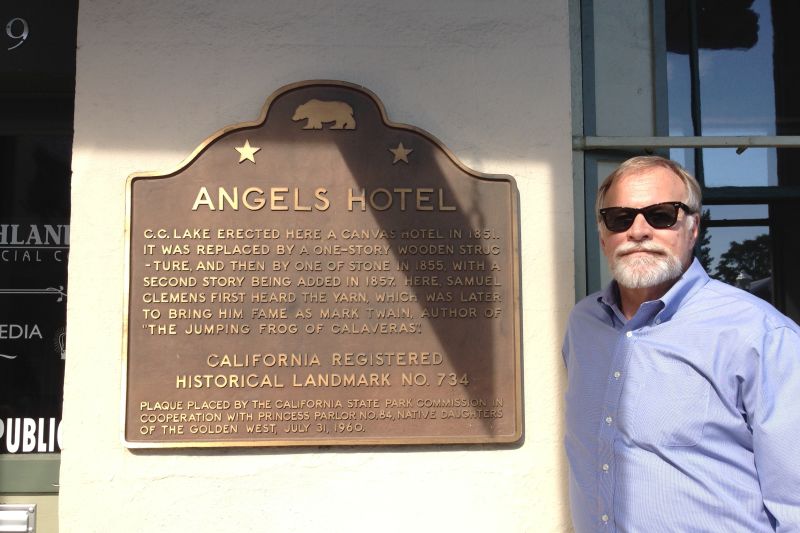 9
ANGELS HOTEL
C.C. LAKE ERECTED HERE A CANVAS HOTEL IN 1851.
IT WAS REPLACED BY A ONE-STORY WOODEN STRUC
-TURE, AND THEN BY ONE OF STONE IN 1855, WITH A
SECOND STORY BEING ADDED IN 1857. HERE, SAMUEL
CLEMENS FIRST HEARD THE YARN, WHICH WAS LATER
TO BRING HIM FAME AS MARK TWAIN, AUTHOR OF
"THE JUMPING FROG OF CALAVERAS".
CALIFORNIA REGISTERED
HISTORICAL LANDMARK NO. 734
PLAQUE PLACED BY THE CALIFORNIA STATE PARK COMMISSION IN
COOPERATION WITH PRINCESS PARLOR NO. 84, NATIVE DAUGHTERS
OF THE GOLDEN WEST, JULY 31, 1960.
HLAND
CIAL C
EDIA
PUBLIC